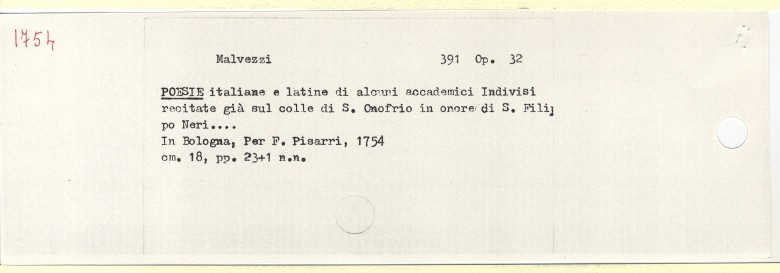 1754
Malvezzi 391 Op. 32
POESIE italiane e latine di alcuni accademici Indivisi
recitate già sul colle di S. Onofrio in onore di S. Filip
po Neri....
In Bologna, Per F. Pisarri, 1754
cm. 18, pp. 23+1 n.n.